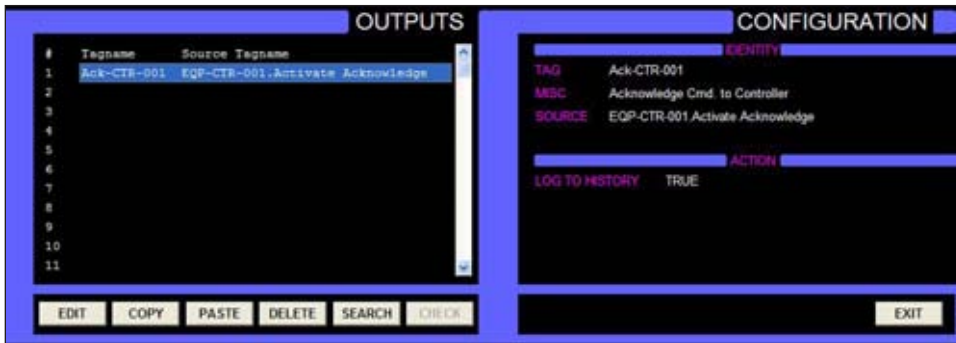 OUTPUTS
# Tagname Source Tagname
1 Ack-CTR-001 EQP-CTR-001.Activate Acknowledge
2
3
4
5
6
7
8
9
10
11
EDIT COPY PASTE DELETE SEARCH CHECK
CONFIGURATION
IDENTITY
TAG Ack-CTR-001
MISC Acknowledge Cmd. to Controller
SOURCE EQP-CTR-001.Activate Acknowledge
ACTION
LOG TO HISTORY TRUE
EXIT